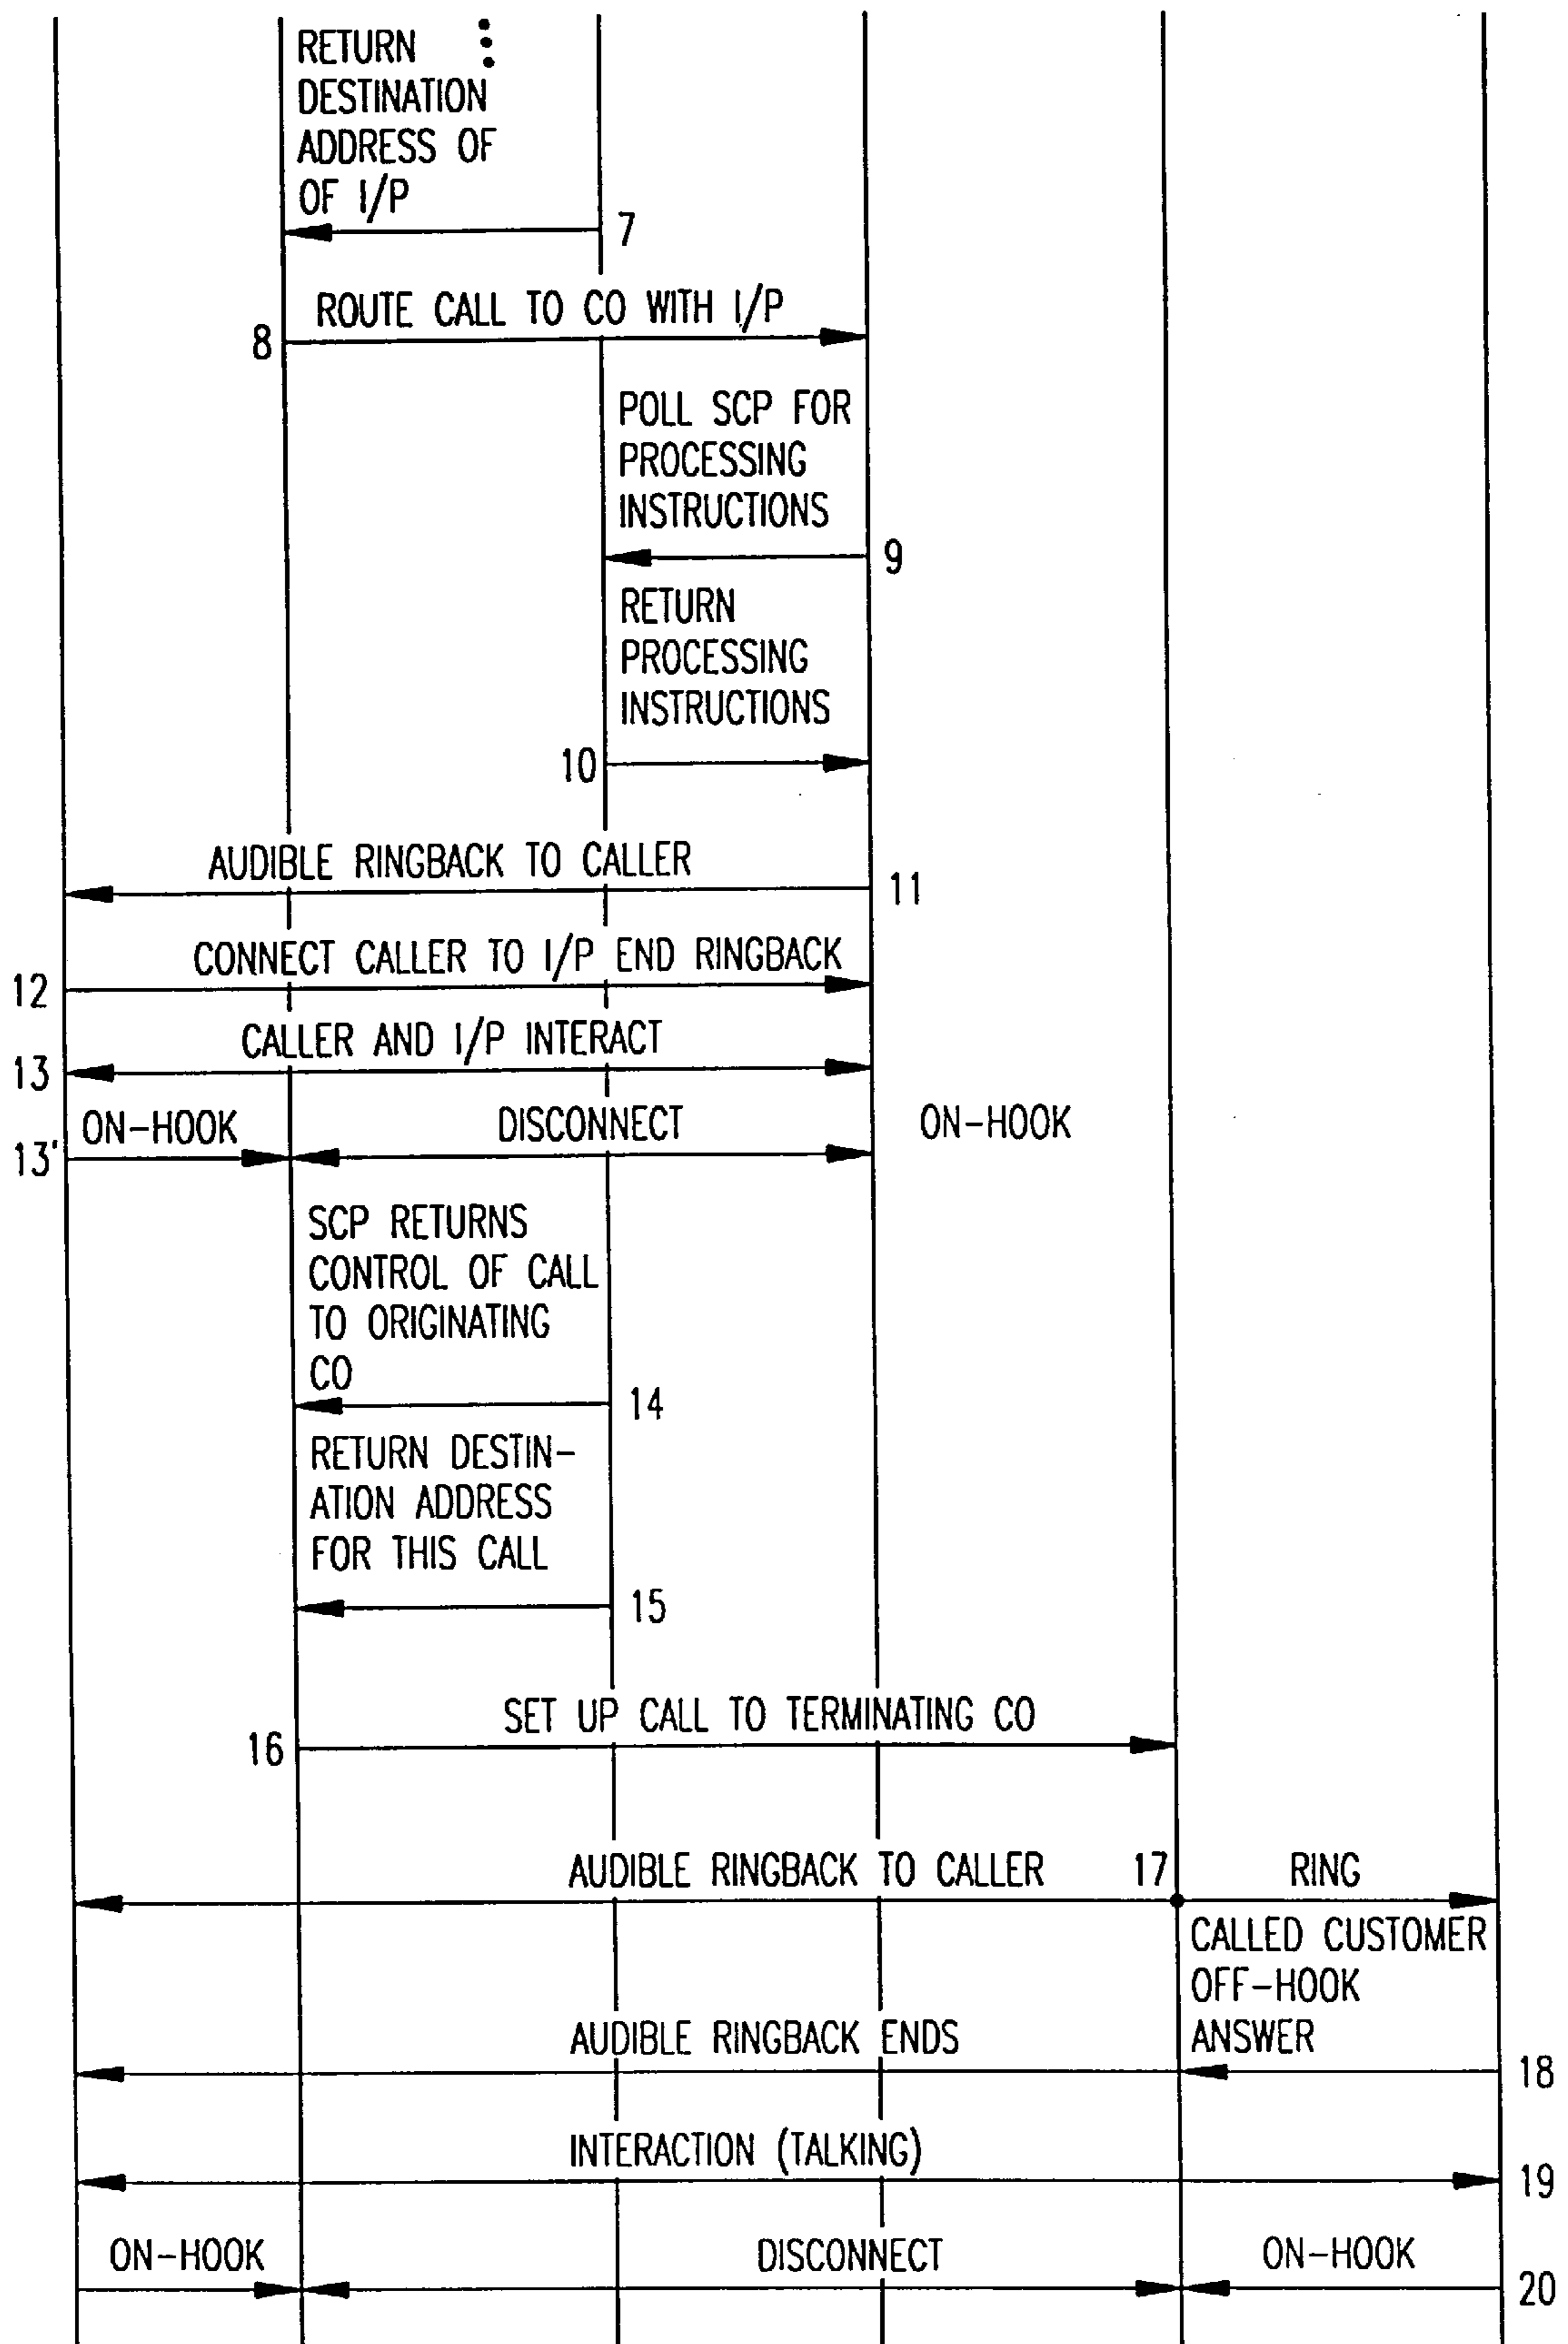 RETURN
DESTINATION
ADDRESS OF
OF I/P
7
ROUTE CALL TO CO WITH I/P
8
POLL SCP FOR
PROCESSING
INSTRUCTIONS
9
RETURN
PROCESSING
INSTRUCTIONS
10
AUDIBLE RINGBACK TO CALLER
11
CONNECT CALLER TO I/P END RINGBACK
12
CALLER AND I/P INTERACT
13
ON-HOOK DISCONNECT ON-HOOK
13'
SCP RETURNS
CONTROL OF CALL
TO ORIGINATING
CO
14
RETURN DESTIN-
ATION ADDRESS
FOR THIS CALL
15
SET UP CALL TO TERMINATING CO
16
AUDIBLE RINGBACK TO CALLER 17 RING
CALLED CUSTOMER
OFF-HOOK
ANSWER
AUDIBLE RINGBACK ENDS
18
INTERACTION (TALKING)
19
ON-HOOK DISCONNECT ON-HOOK
20